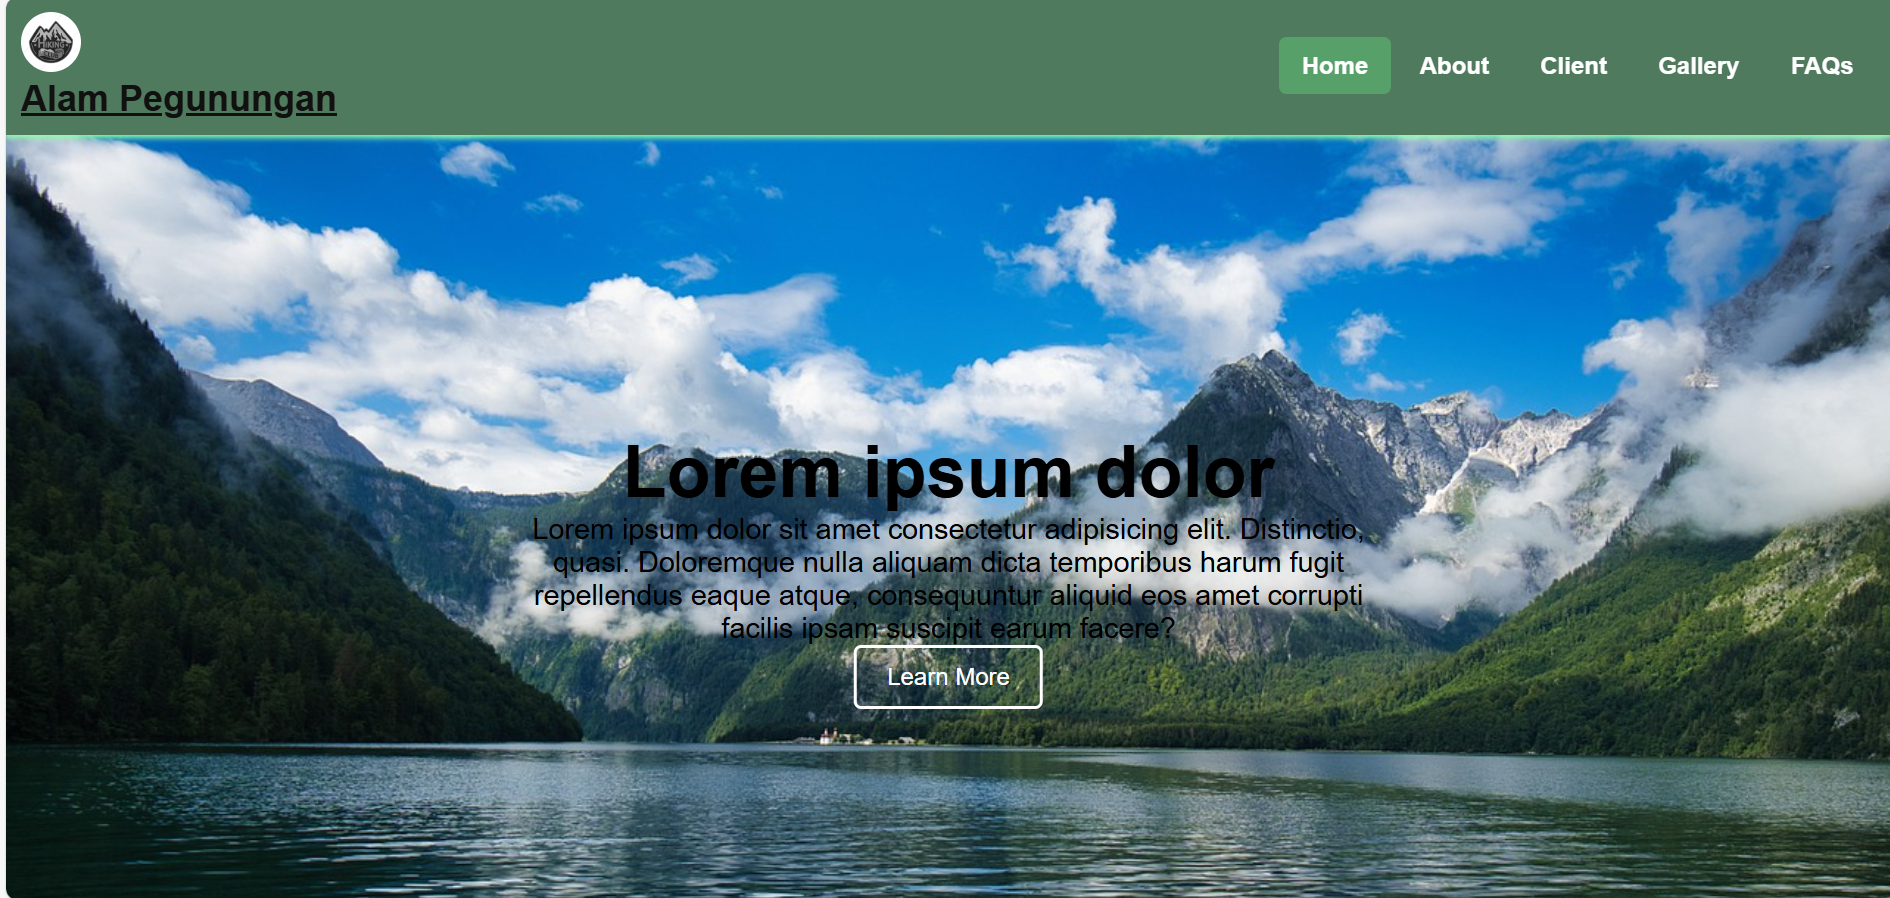 HIKING
Alam Pegunungan
Home
About
Client
Gallery
FAQs
Lorem ipsum dolor
Lorem ipsum dolor sit amet consectetur adipisicing elit. Distinctio,
quasi. Doloremque nulla aliquam dicta temporibus harum fugit
repellendus eaque atque, consequuntur aliquid eos amet corrupti
facilis ipsam suscipit earum facere?
Learn More